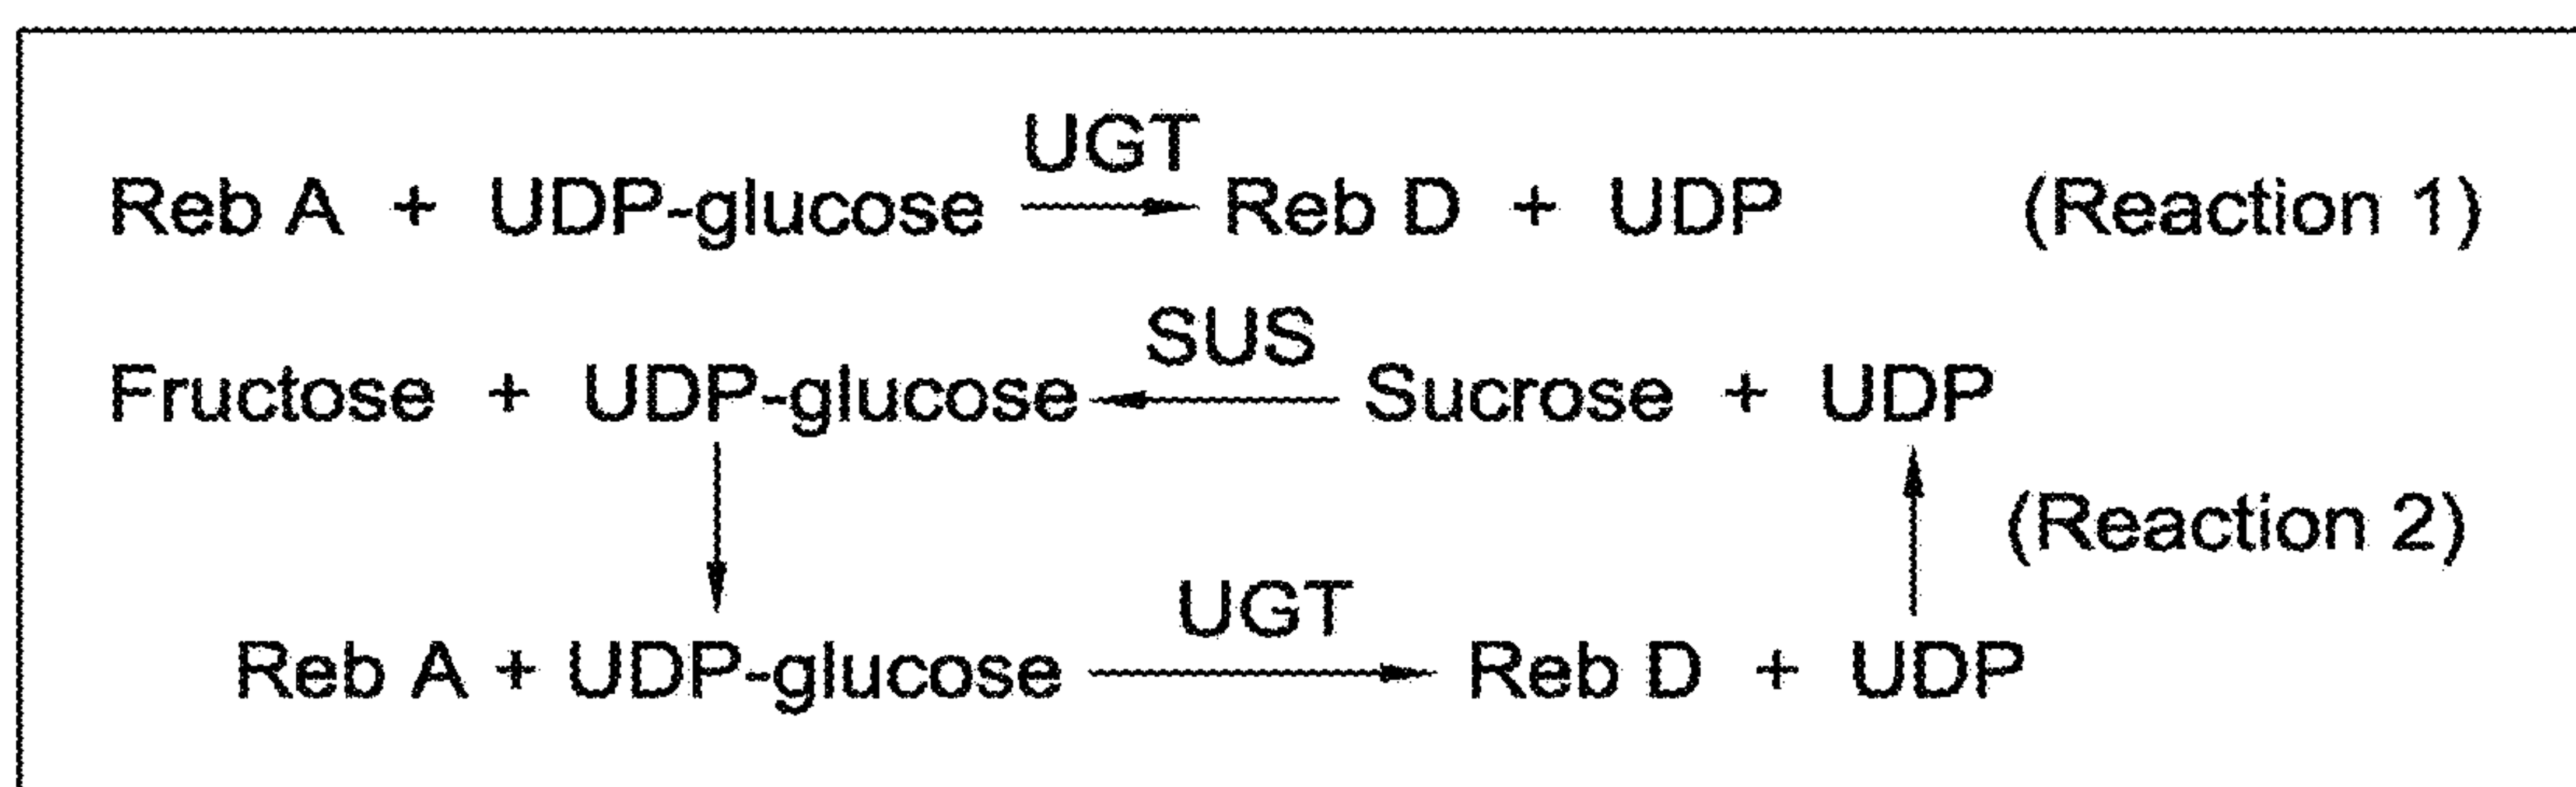 UGT
Reb A + UDP-glucose Reb D + UDP (Reaction 1)
SUS
Fructose + UDP-glucose Sucrose + UDP
(Reaction 2)
UGT
Reb A + UDP-glucose Reb D + UDP